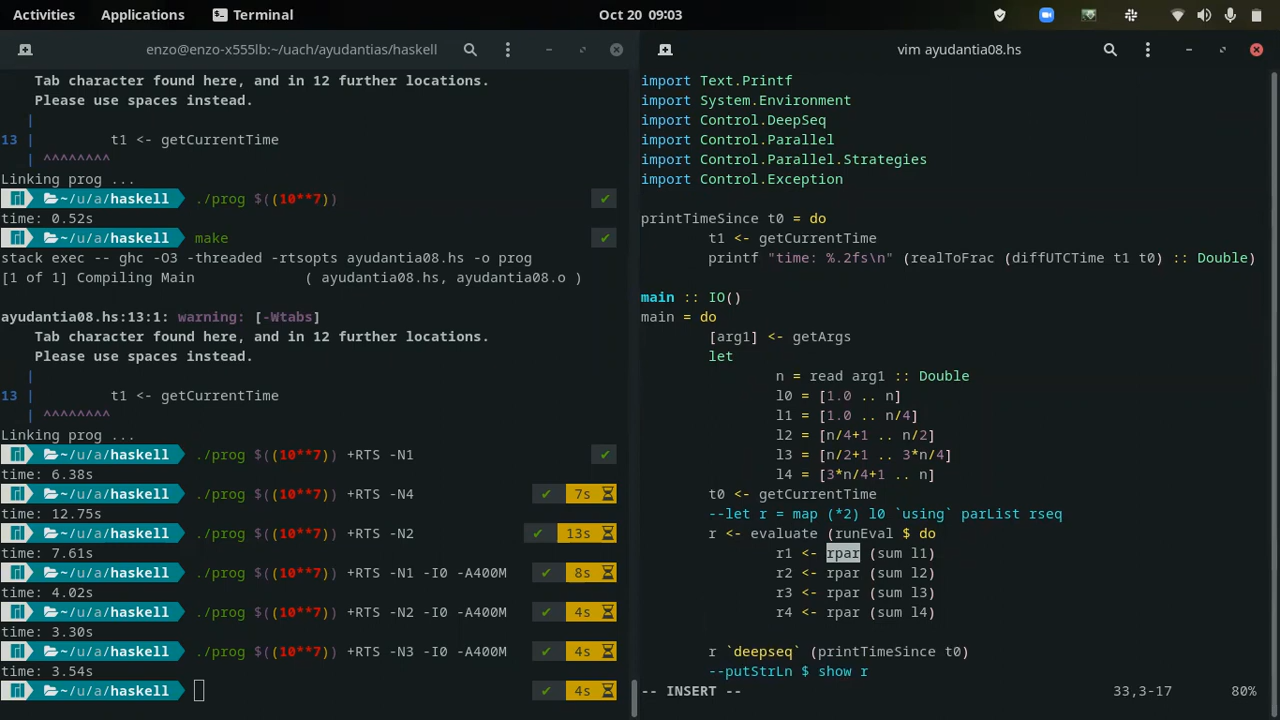 Activities Applications Terminal Oct 20 09:03
enzo@enzo-x555lb:~/uach/ayudantias/haskell
Tab character found here, and in 12 further locations.
Please use spaces instead.
|
13 | t1 <- getCurrentTime
| ^^^^^^^^
Linking prog ...
~/u/a/haskell ./prog $((10**7)) ✔
time: 0.52s
~/u/a/haskell make ✔
stack exec -- ghc -O3 -threaded -rtsopts ayudantia08.hs -o prog
[1 of 1] Compiling Main ( ayudantia08.hs, ayudantia08.o )
ayudantia08.hs:13:1: warning: [-Wtabs]
Tab character found here, and in 12 further locations.
Please use spaces instead.
|
13 | t1 <- getCurrentTime
| ^^^^^^^^
Linking prog ...
~/u/a/haskell ./prog $((10**7)) +RTS -N1 ✔
time: 6.38s
~/u/a/haskell ./prog $((10**7)) +RTS -N4 ✔ 7s
time: 12.75s
~/u/a/haskell ./prog $((10**7)) +RTS -N2 ✔ 13s
time: 7.61s
~/u/a/haskell ./prog $((10**7)) +RTS -N1 -I0 -A400M ✔ 8s
time: 4.02s
~/u/a/haskell ./prog $((10**7)) +RTS -N2 -I0 -A400M ✔ 4s
time: 3.30s
~/u/a/haskell ./prog $((10**7)) +RTS -N3 -I0 -A400M ✔ 4s
time: 3.54s
~/u/a/haskell ✔ 4s
vim ayudantia08.hs
import Text.Printf
import System.Environment
import Control.DeepSeq
import Control.Parallel
import Control.Parallel.Strategies
import Control.Exception
printTimeSince t0 = do
t1 <- getCurrentTime
printf "time: %.2fs\n" (realToFrac (diffUTCTime t1 t0) :: Double)
main :: IO()
main = do
[arg1] <- getArgs
let
n = read arg1 :: Double
l0 = [1.0 .. n]
l1 = [1.0 .. n/4]
l2 = [n/4+1 .. n/2]
l3 = [n/2+1 .. 3*n/4]
l4 = [3*n/4+1 .. n]
t0 <- getCurrentTime
--let r = map (*2) l0 `using` parList rseq
r <- evaluate (runEval $ do
r1 <- rpar (sum l1)
r2 <- rpar (sum l2)
r3 <- rpar (sum l3)
r4 <- rpar (sum l4)
r `deepseq` (printTimeSince t0)
--putStrLn $ show r
-- INSERT -- 33,3-17 80%